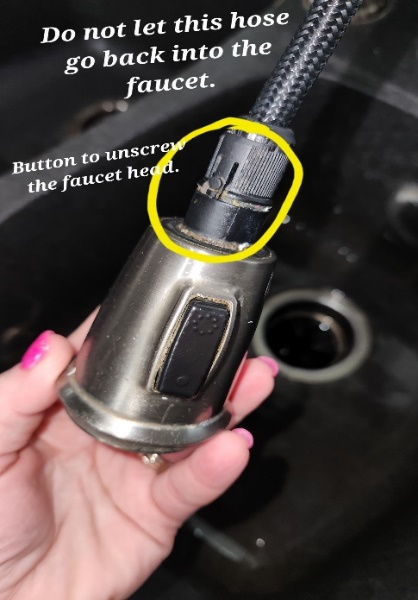 Do not let this hose
go back into the
faucet.
Button to unscrew
the faucet head.